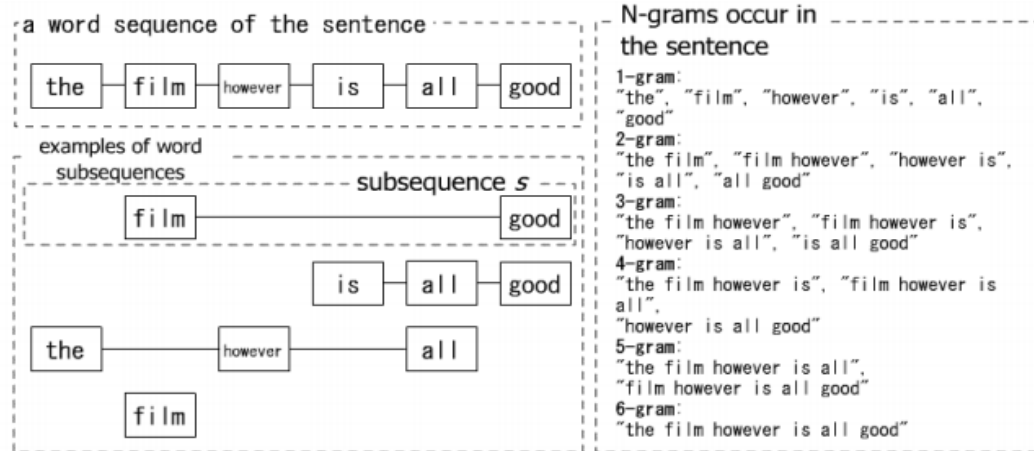 a word sequence of the sentence
the film however is all good
examples of word
subsequences
subsequence s
film good
is all good
the however all
film
N-grams occur in
the sentence
1-gram:
"the", "film", "however", "is", "all",
"good"
2-gram:
"the film", "film however", "however is",
"is all", "all good"
3-gram:
"the film however", "film however is",
"however is all", "is all good"
4-gram:
"the film however is", "film however is
all",
"however is all good"
5-gram:
"the film however is all",
"film however is all good"
6-gram:
"the film however is all good"